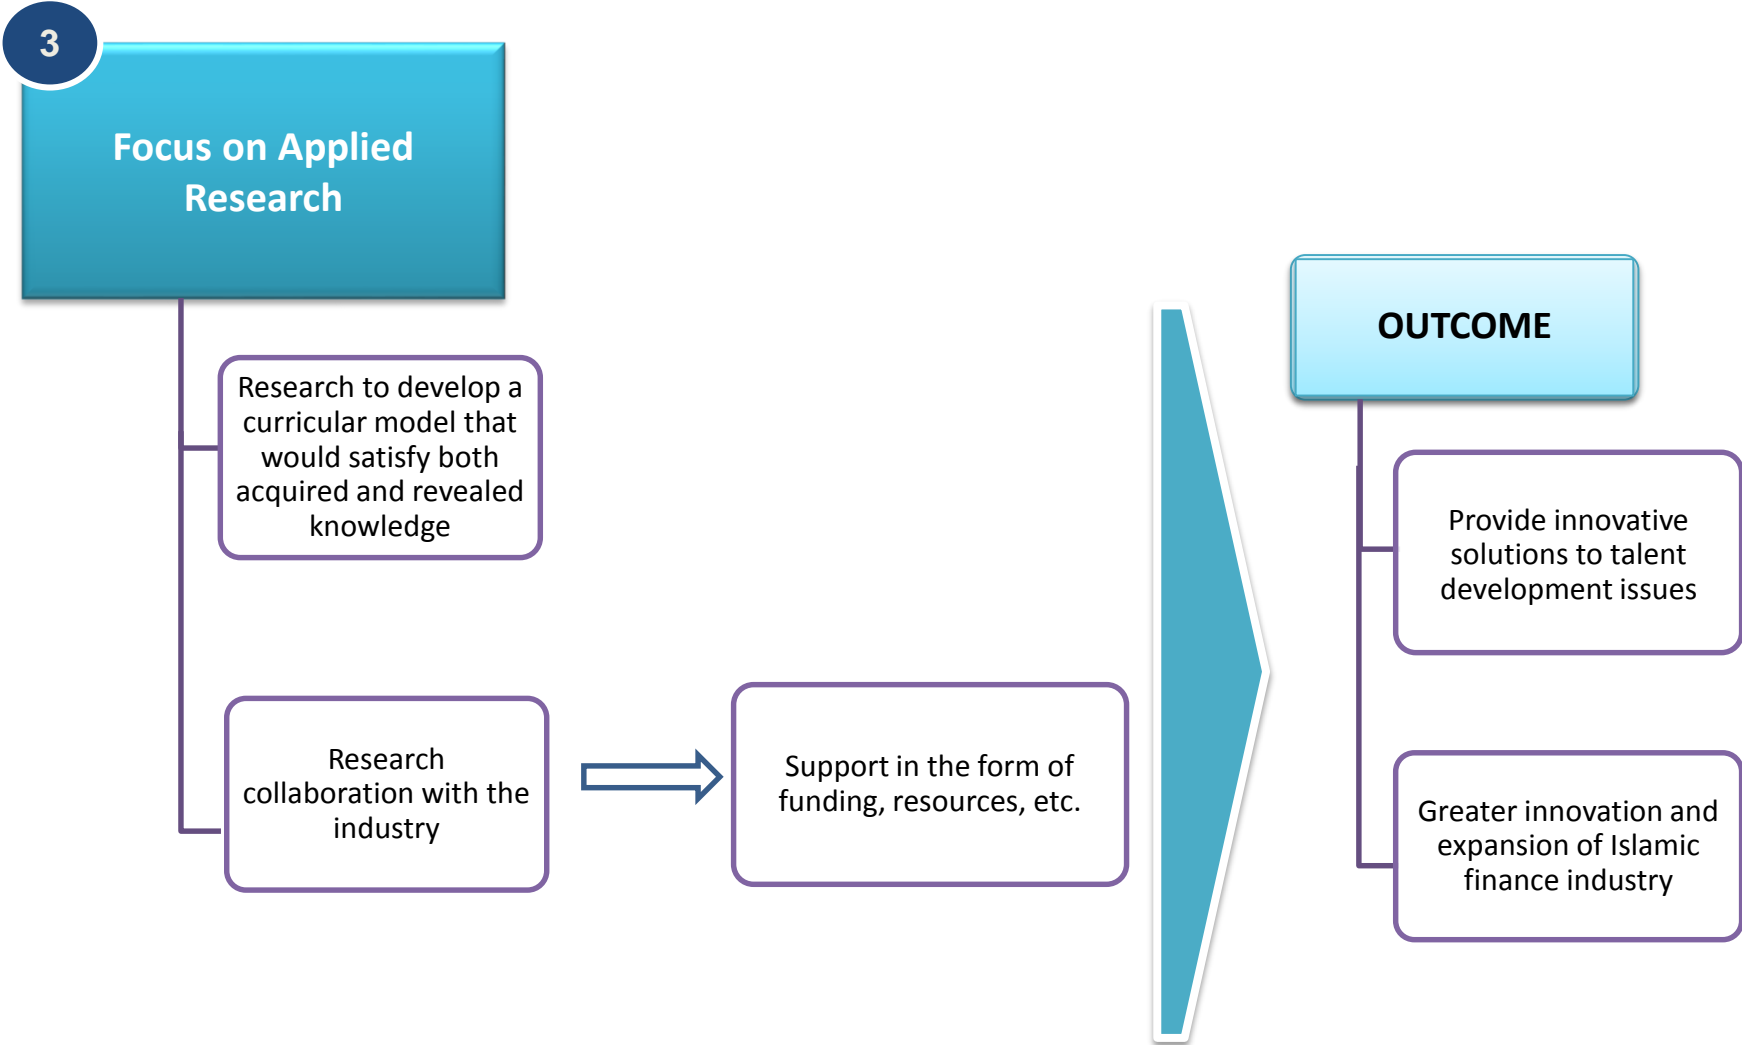 3
Focus on Applied
Research
Research to develop a
curricular model that
would satisfy both
acquired and revealed
knowledge
Research
collaboration with the
industry
Support in the form of
funding, resources, etc.
OUTCOME
Provide innovative
solutions to talent
development issues
Greater innovation and
expansion of Islamic
finance industry